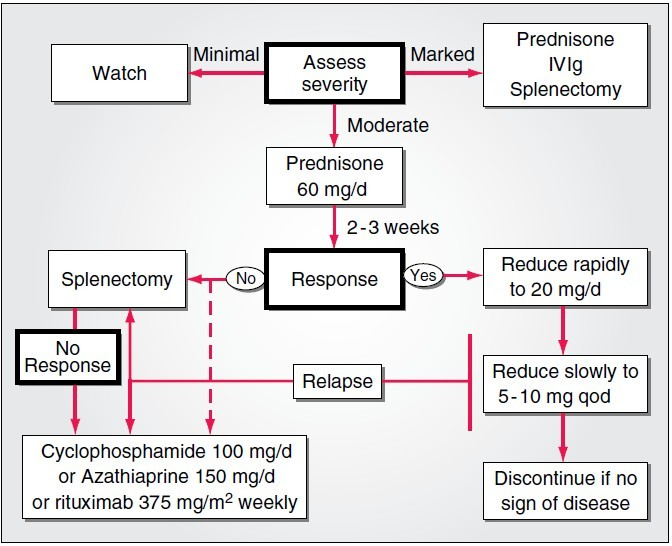 Minimal
Assess
severity
Marked
Watch
Prednisone
IVIg
Splenectomy
Moderate
Prednisone
60 mg/d
2-3 weeks
Splenectomy
No
Response
Yes
Reduce rapidly
to 20 mg/d
No
Response
Relapse
Reduce slowly to
5-10 mg qod
Cyclophosphamide 100 mg/d
or Azathiaprine 150 mg/d
or rituximab 375 mg/m² weekly
Discontinue if no
sign of disease